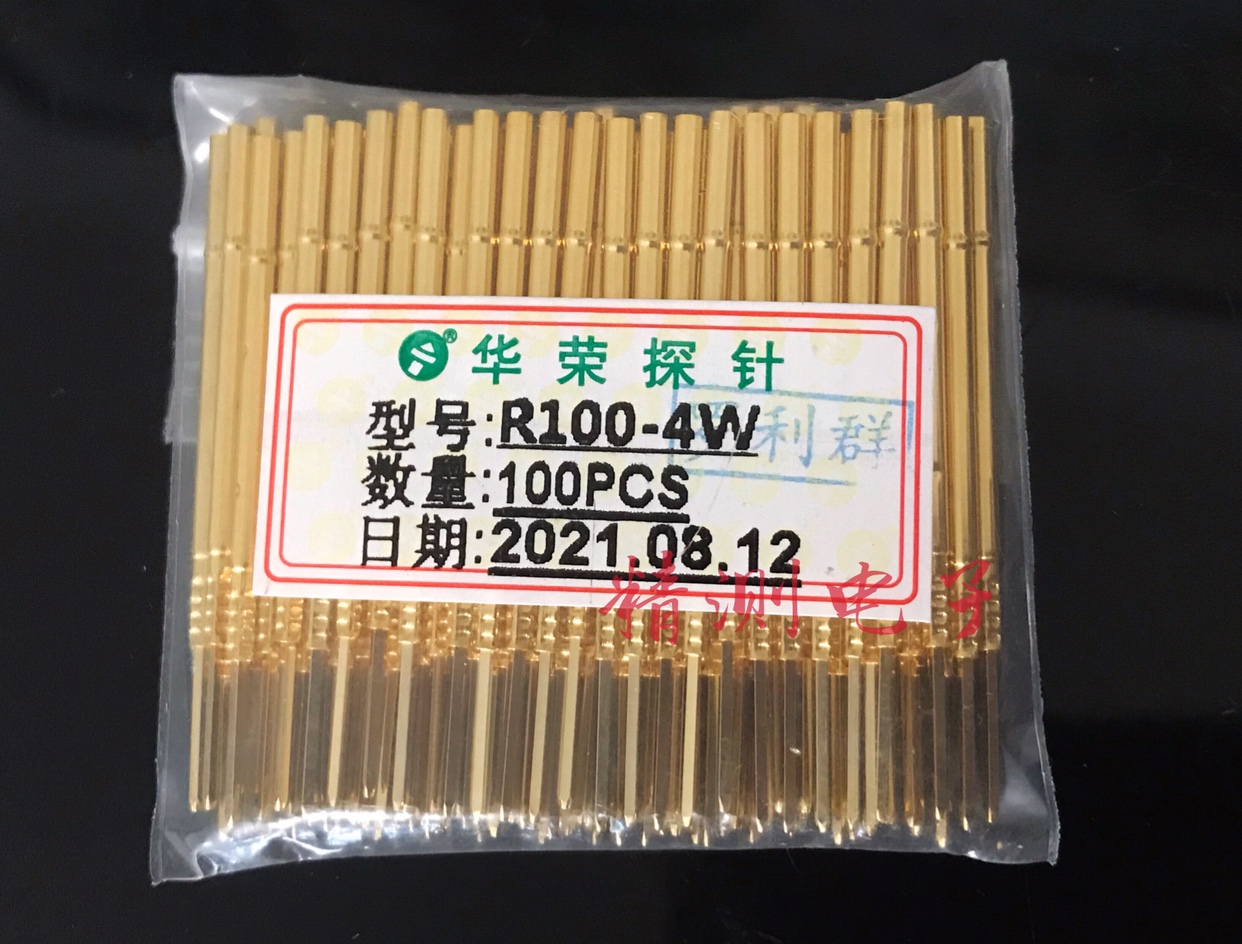 ® 华荣探针
型号:R100-4W
利群
数量:100PCS
日期:2021.08.12
精测电子